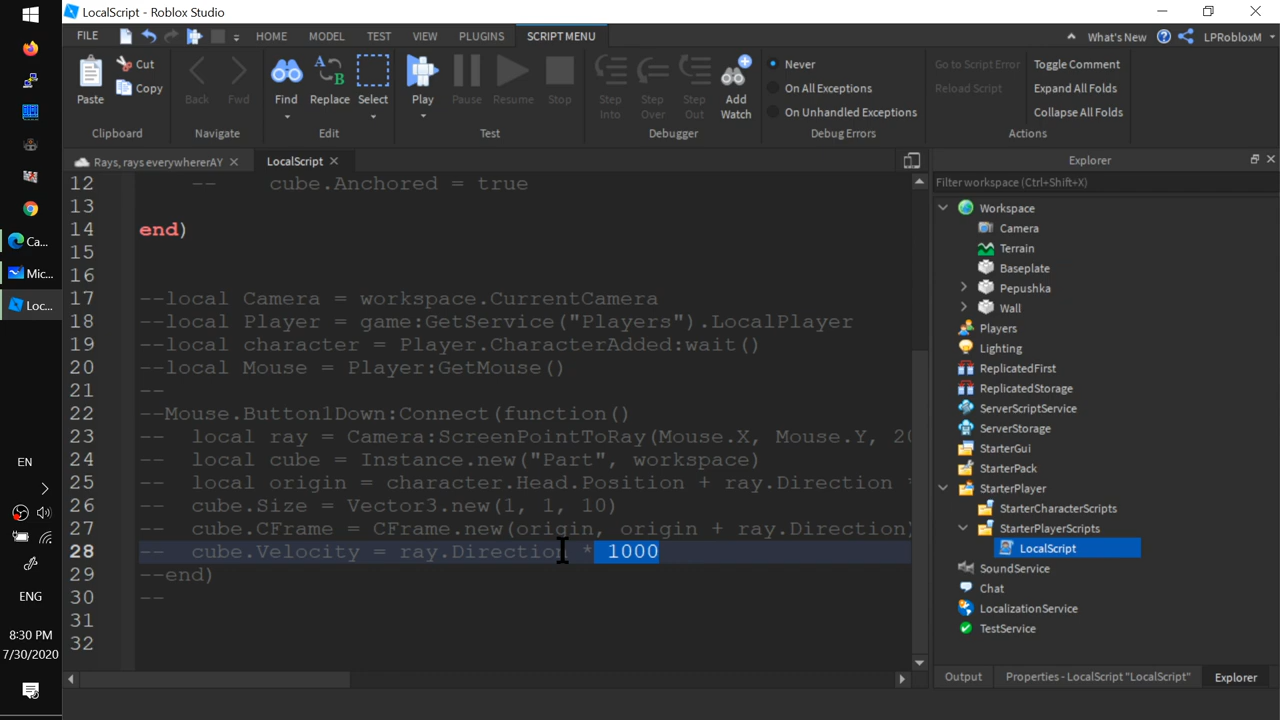 LocalScript - Roblox Studio
FILE HOME MODEL TEST VIEW PLUGINS SCRIPT MENU What's New LPRobloxM
Paste Cut Copy Back Fwd Find Replace Select Play Pause Resume Stop Step Into Step Over Step Out Add Watch Never On All Exceptions On Unhandled Exceptions Go to Script Error Reload Script Toggle Comment Expand All Folds Collapse All Folds
Clipboard Navigate Edit Test Debugger Debug Errors Actions
Rays, rays everywhererAY LocalScript
12 -- cube.Anchored = true
13
14 end)
15
16
17 --local Camera = workspace.CurrentCamera
18 --local Player = game:GetService("Players").LocalPlayer
19 --local character = Player.CharacterAdded:wait()
20 --local Mouse = Player:GetMouse()
21 --
22 --Mouse.Button1Down:Connect(function()
23 -- local ray = Camera:ScreenPointToRay(Mouse.X, Mouse.Y, 20
24 -- local cube = Instance.new("Part", workspace)
25 -- local origin = character.Head.Position + ray.Direction *
26 -- cube.Size = Vector3.new(1, 1, 10)
27 -- cube.CFrame = CFrame.new(origin, origin + ray.Direction)
28 -- cube.Velocity = ray.Direction * 1000
29 --end)
30 --
31
32
Explorer
Filter workspace (Ctrl+Shift+X)
Workspace
Camera
Terrain
Baseplate
Pepushka
Wall
Players
Lighting
ReplicatedFirst
ReplicatedStorage
ServerScriptService
ServerStorage
StarterGui
StarterPack
StarterPlayer
StarterCharacterScripts
StarterPlayerScripts
LocalScript
SoundService
Chat
LocalizationService
TestService
Output Properties - LocalScript "LocalScript" Explorer
Ca...
Mic...
Loc...
EN
ENG
8:30 PM
7/30/2020